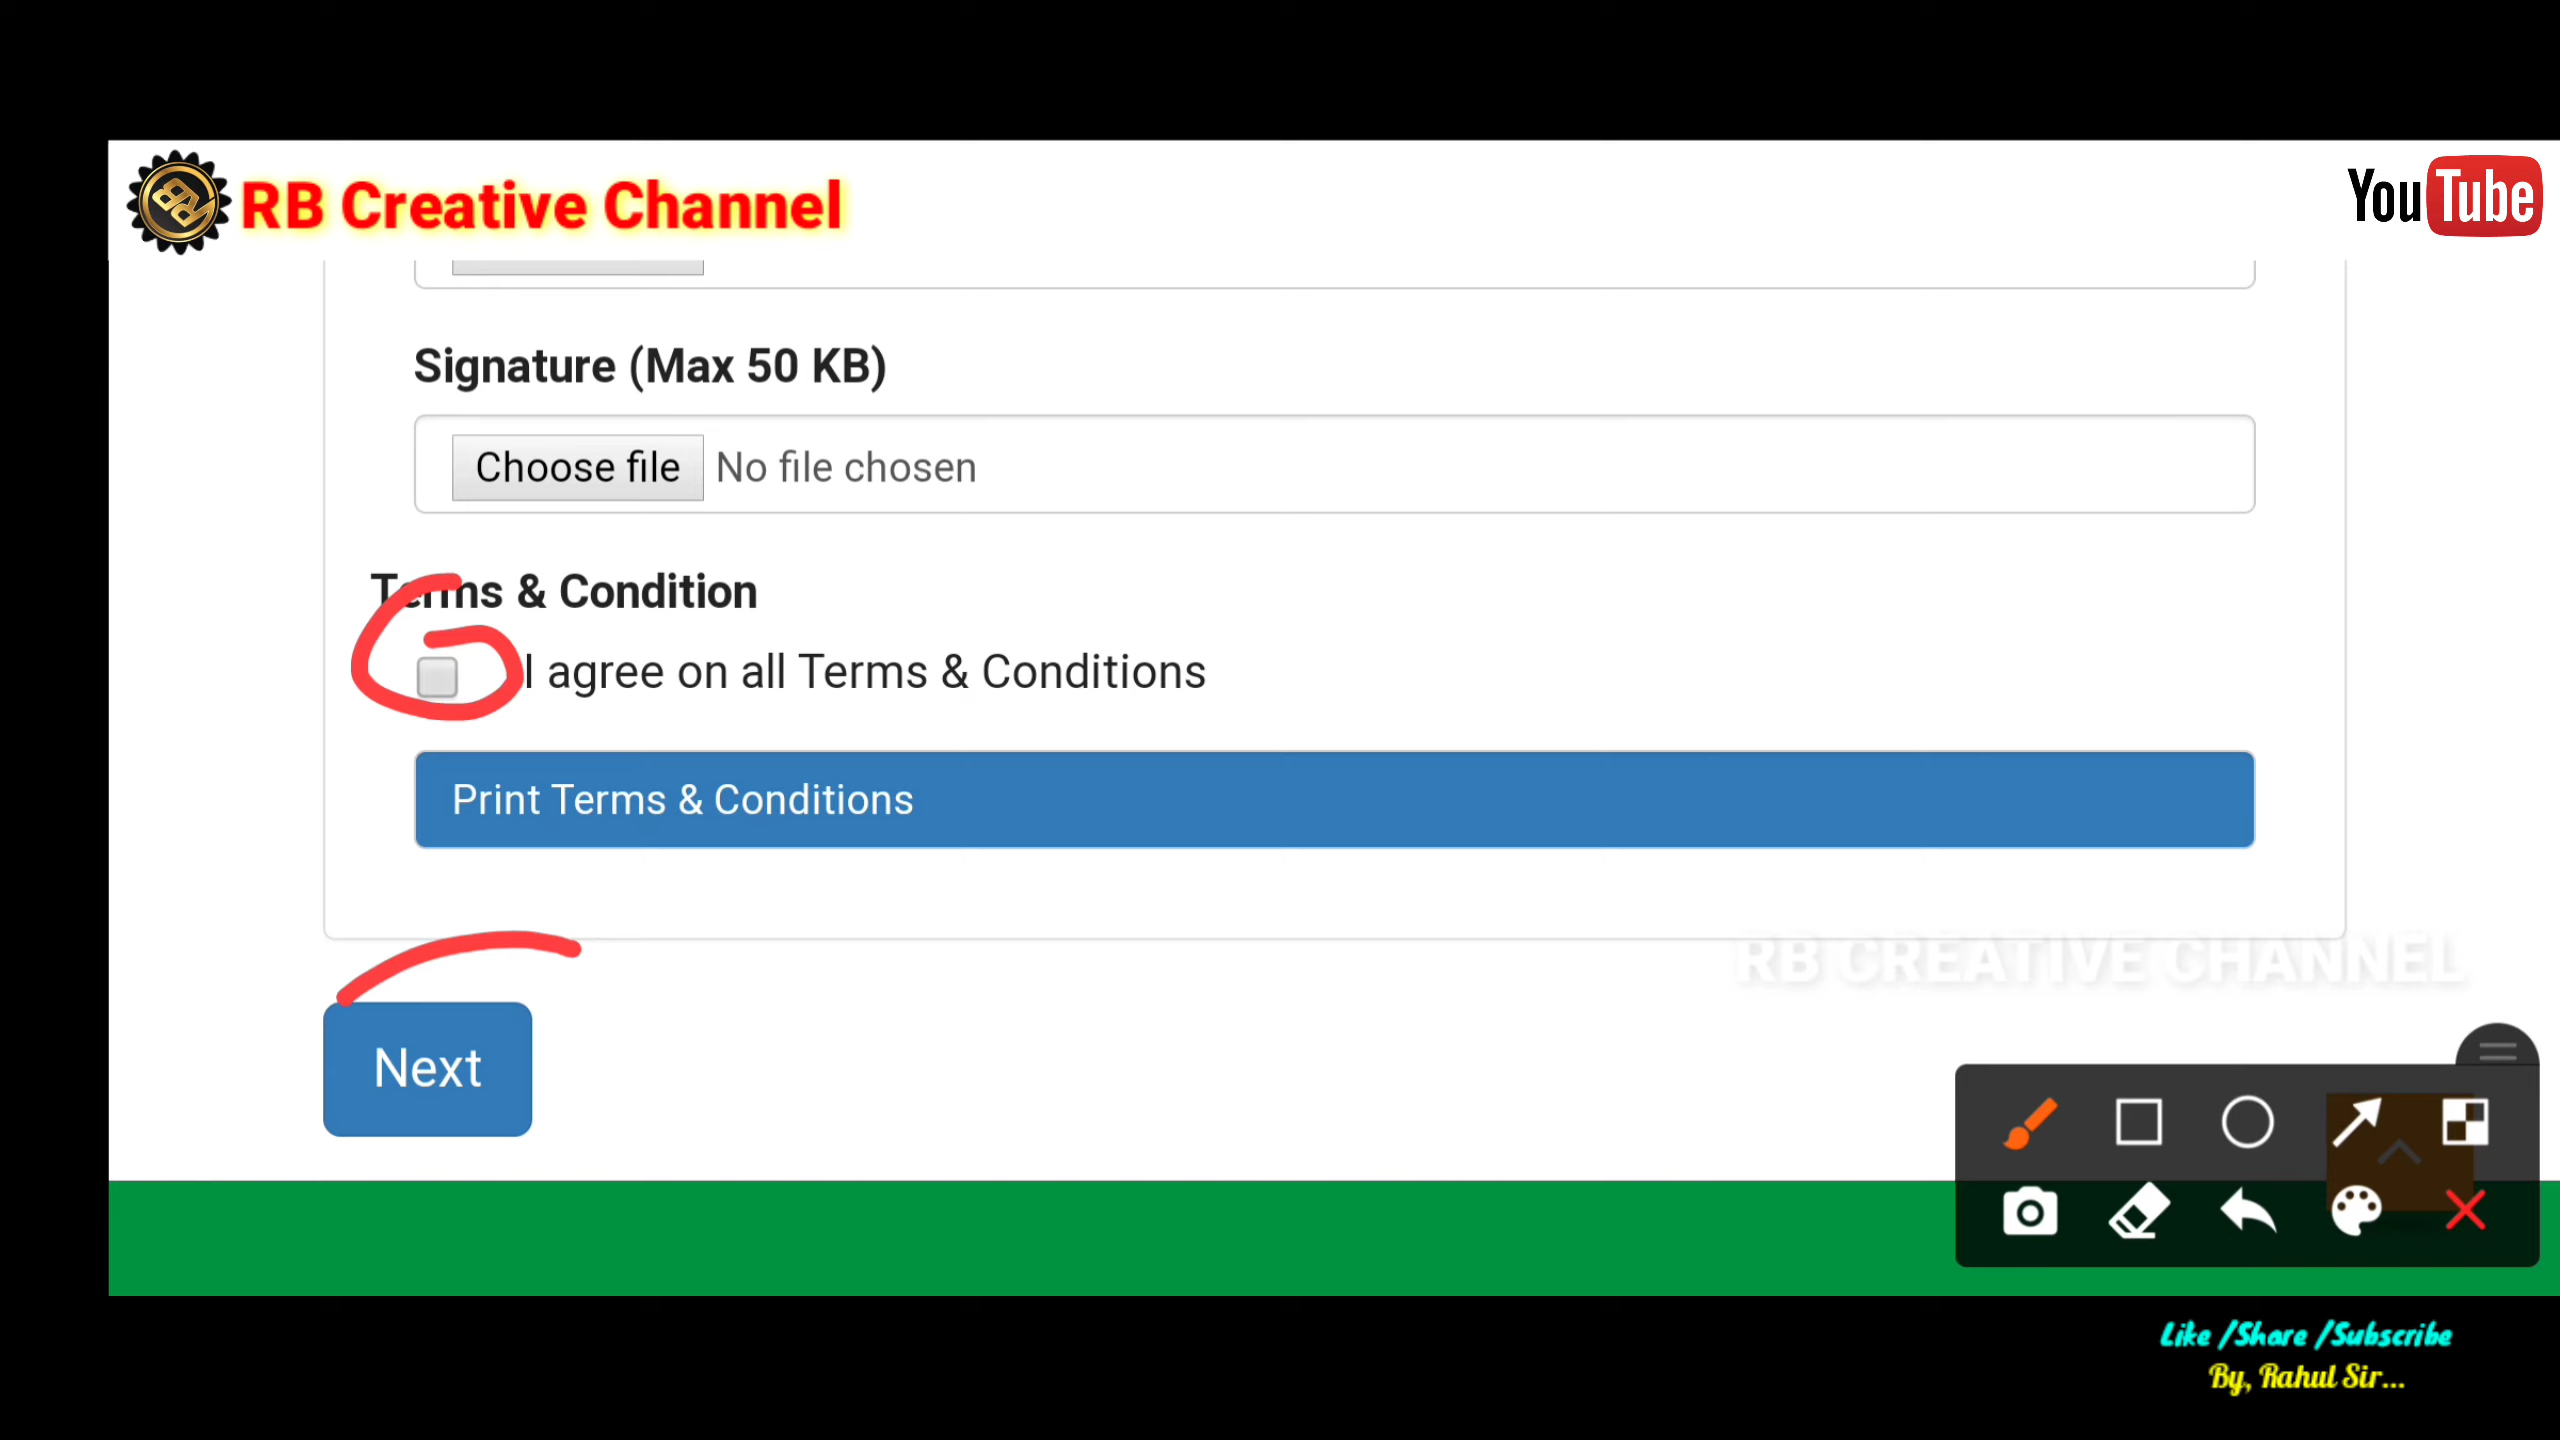 RB Creative Channel
YouTube
Signature (Max 50 KB)
Choose file No file chosen
Terms & Condition
I agree on all Terms & Conditions
Print Terms & Conditions
RB CREATIVE CHANNEL
Next
Like /Share /Subscribe
By, Rahul Sir...